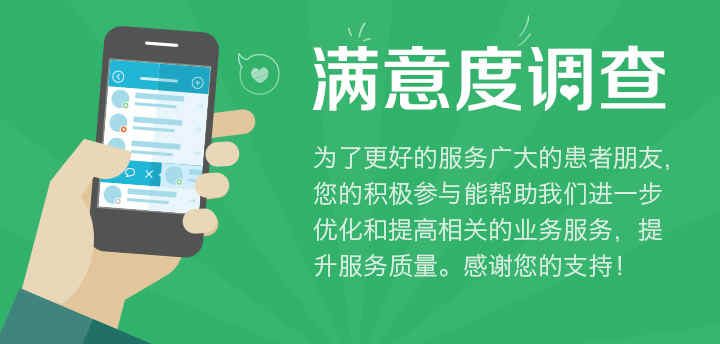 满意度调查
为了更好的服务广大的患者朋友，
您的积极参与能帮助我们进一步
优化和提高相关的业务服务，提
升服务质量。感谢您的支持！